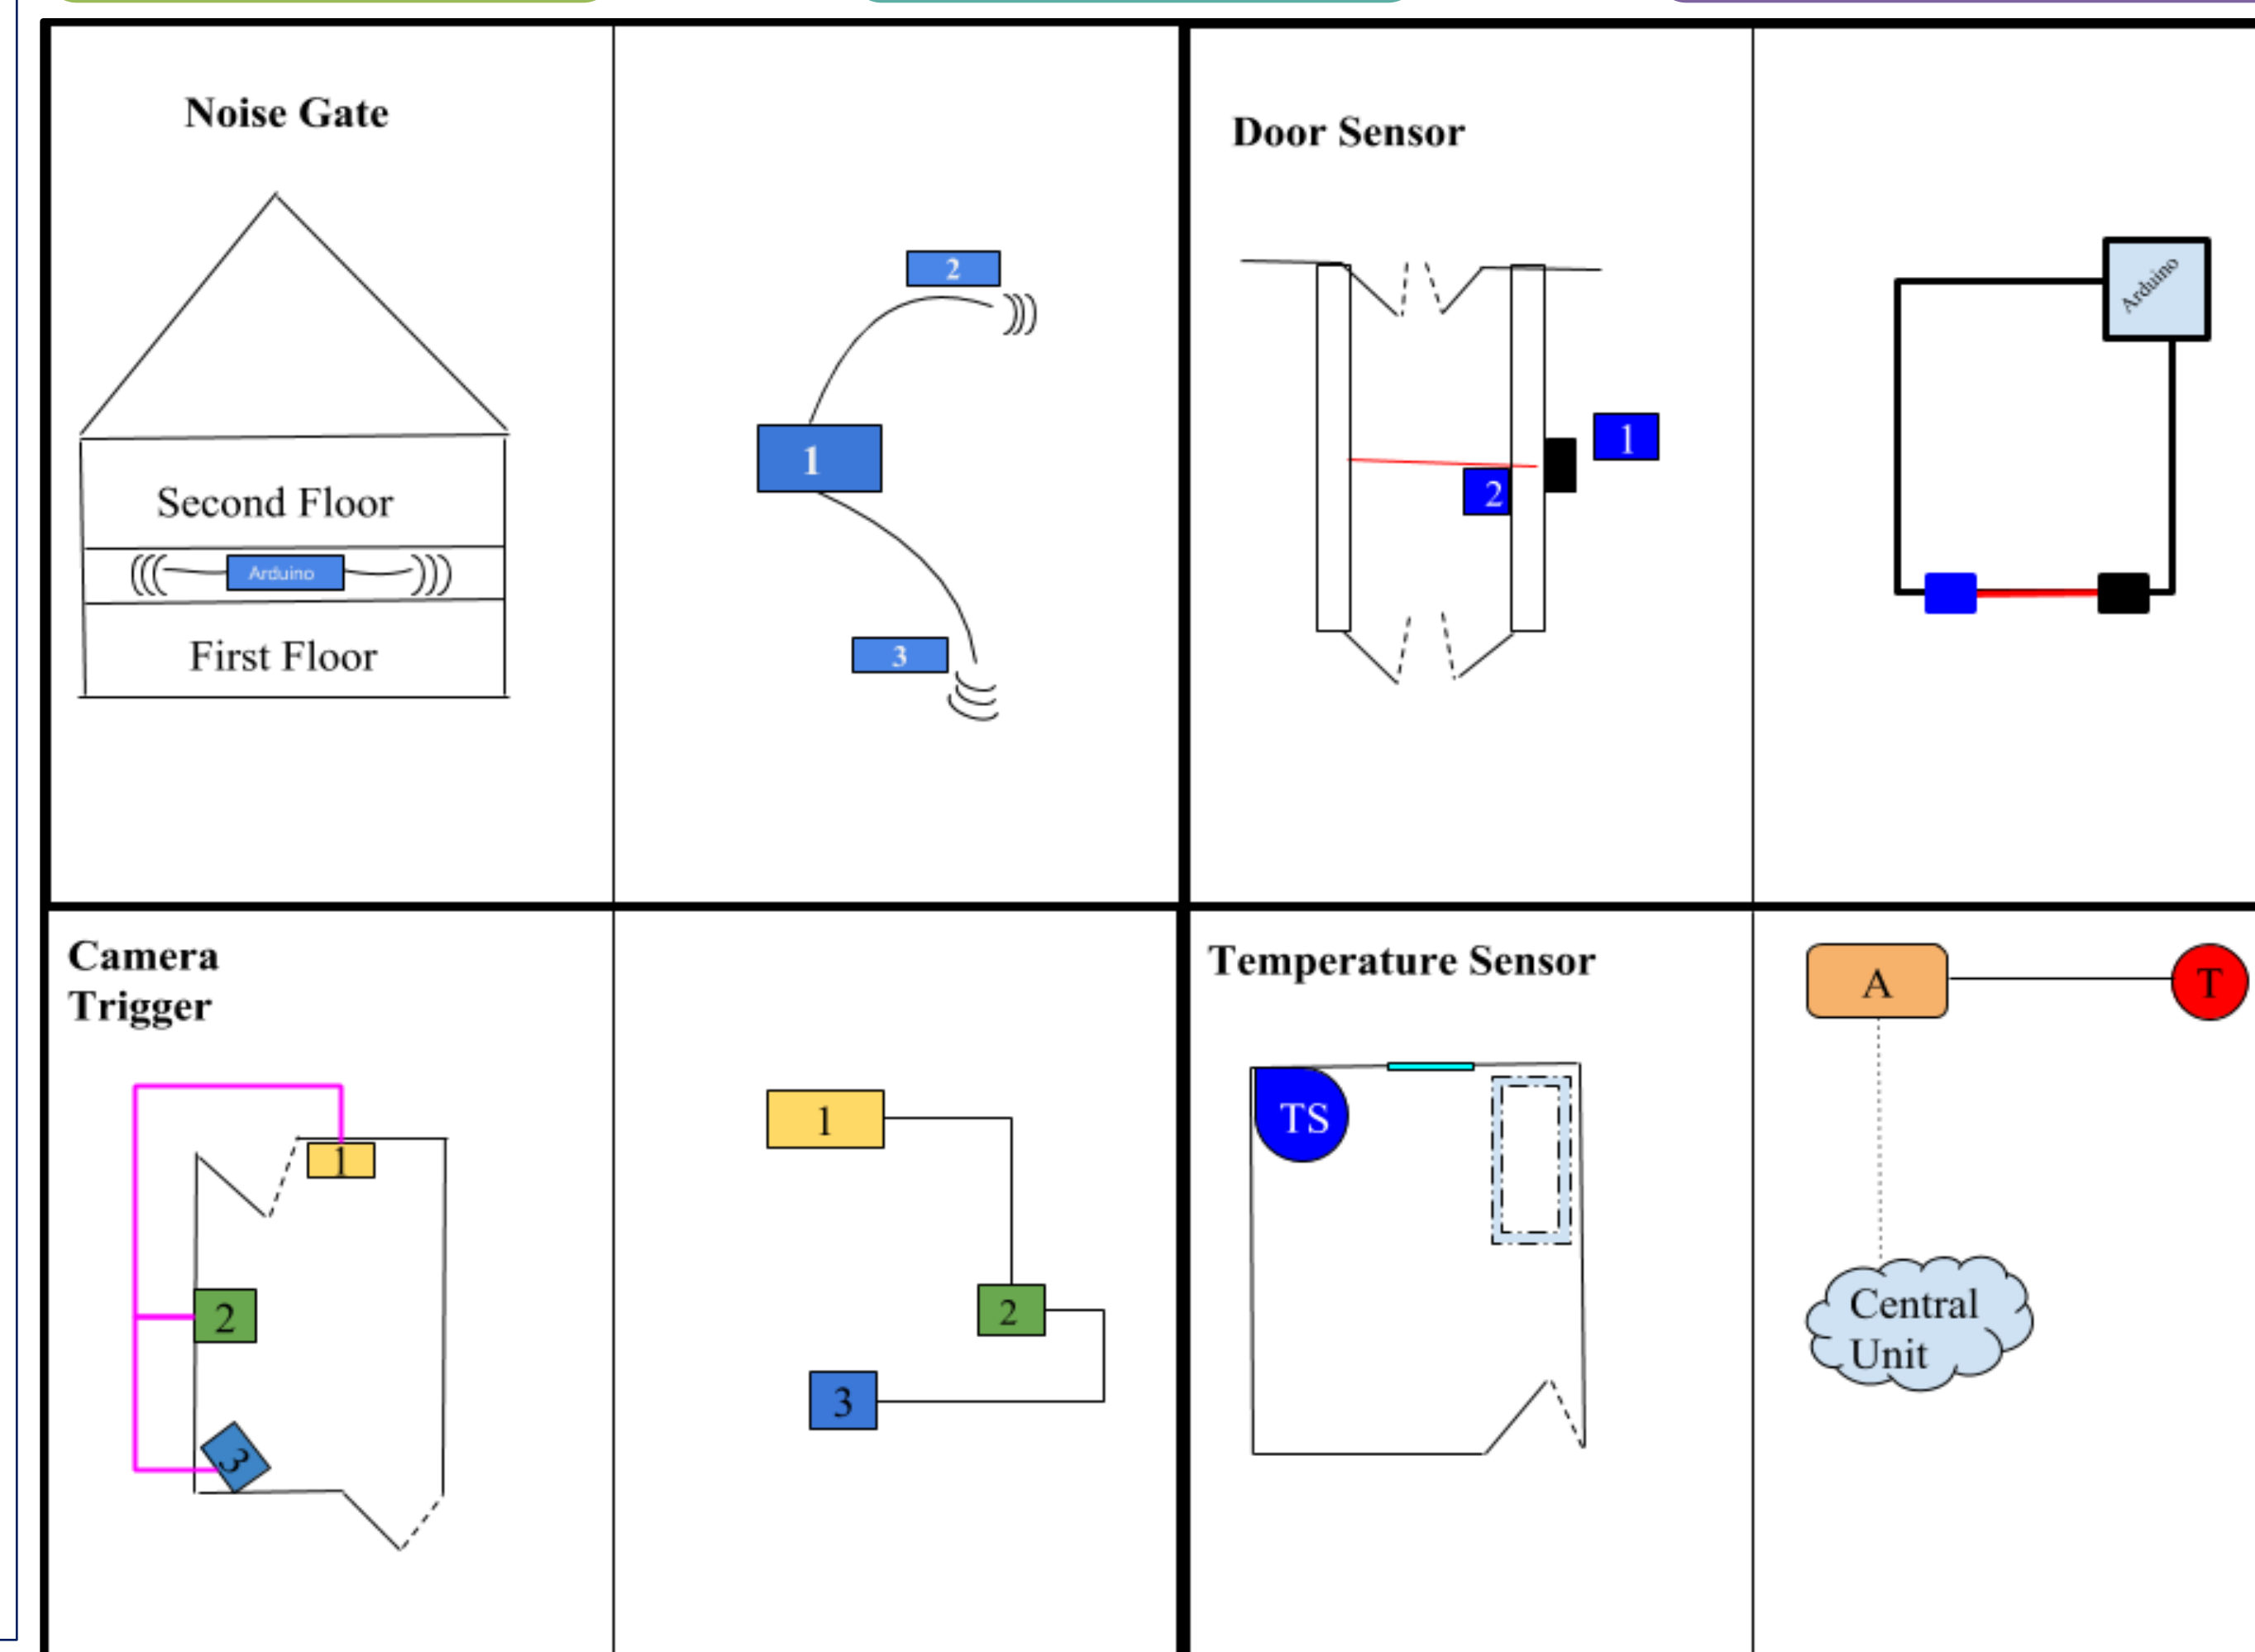 Noise Gate
Second Floor
Arduino
First Floor
2
1
3
Door Sensor
1
2
Arduino
Camera
Trigger
1
2
3
1
2
3
Temperature Sensor
TS
A
T
Central
Unit